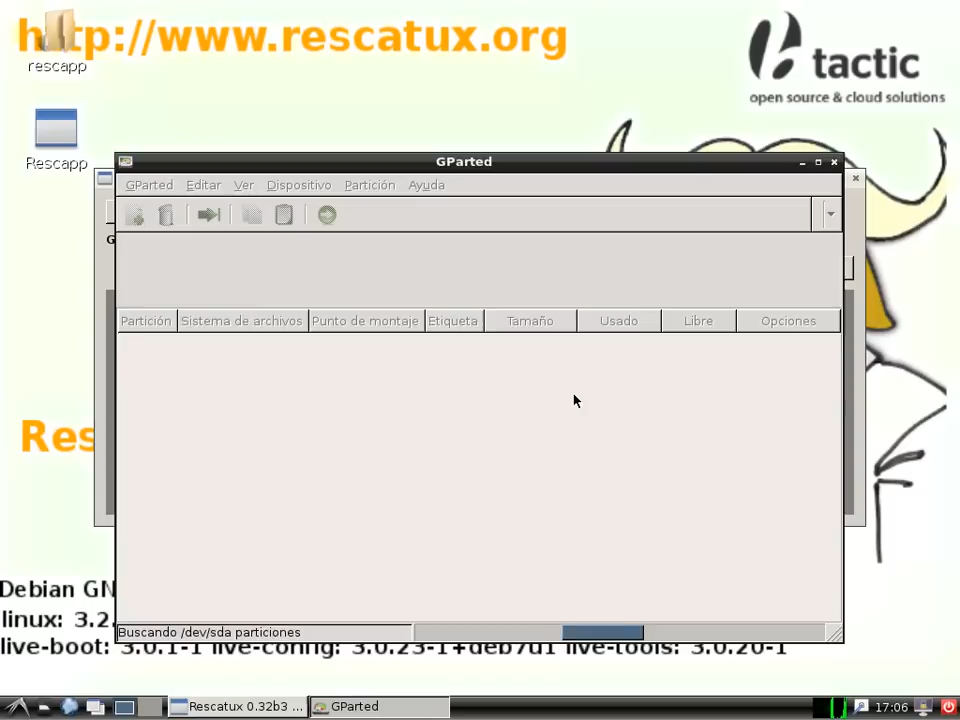 http://www.rescatux.org
rescapp
tactic
open source & cloud solutions
Rescapp
GParted
GParted Editar Ver Dispositivo Partición Ayuda
G
Partición Sistema de archivos Punto de montaje Etiqueta Tamaño Usado Libre Opciones
Res
Debian GN
linux: 3.2.
Buscando /dev/sda particiones
live-boot: 3.0.1-1 live-config: 3.0.23-1+deb7u1 live-tools: 3.0.20-1
Rescatux 0.32b3 ... GParted 17:06